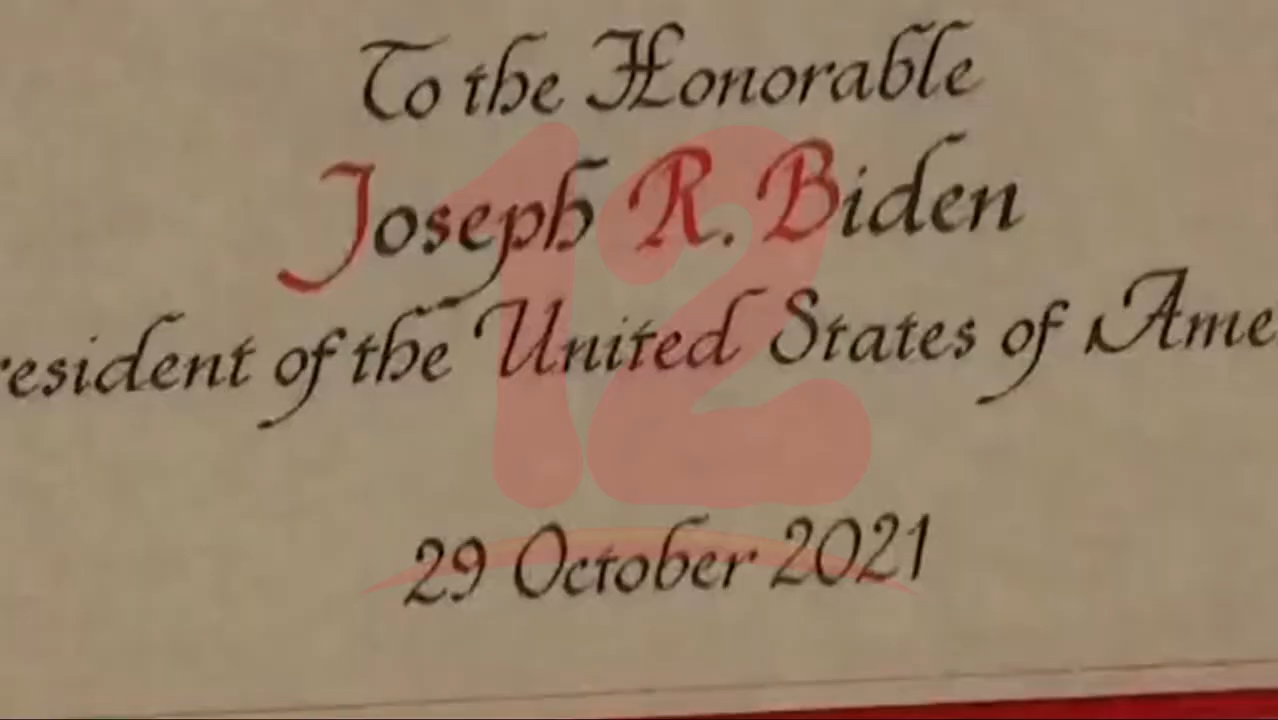 To the Honorable
Joseph R. Biden
resident of the United States of Ame
12
29 October 2021